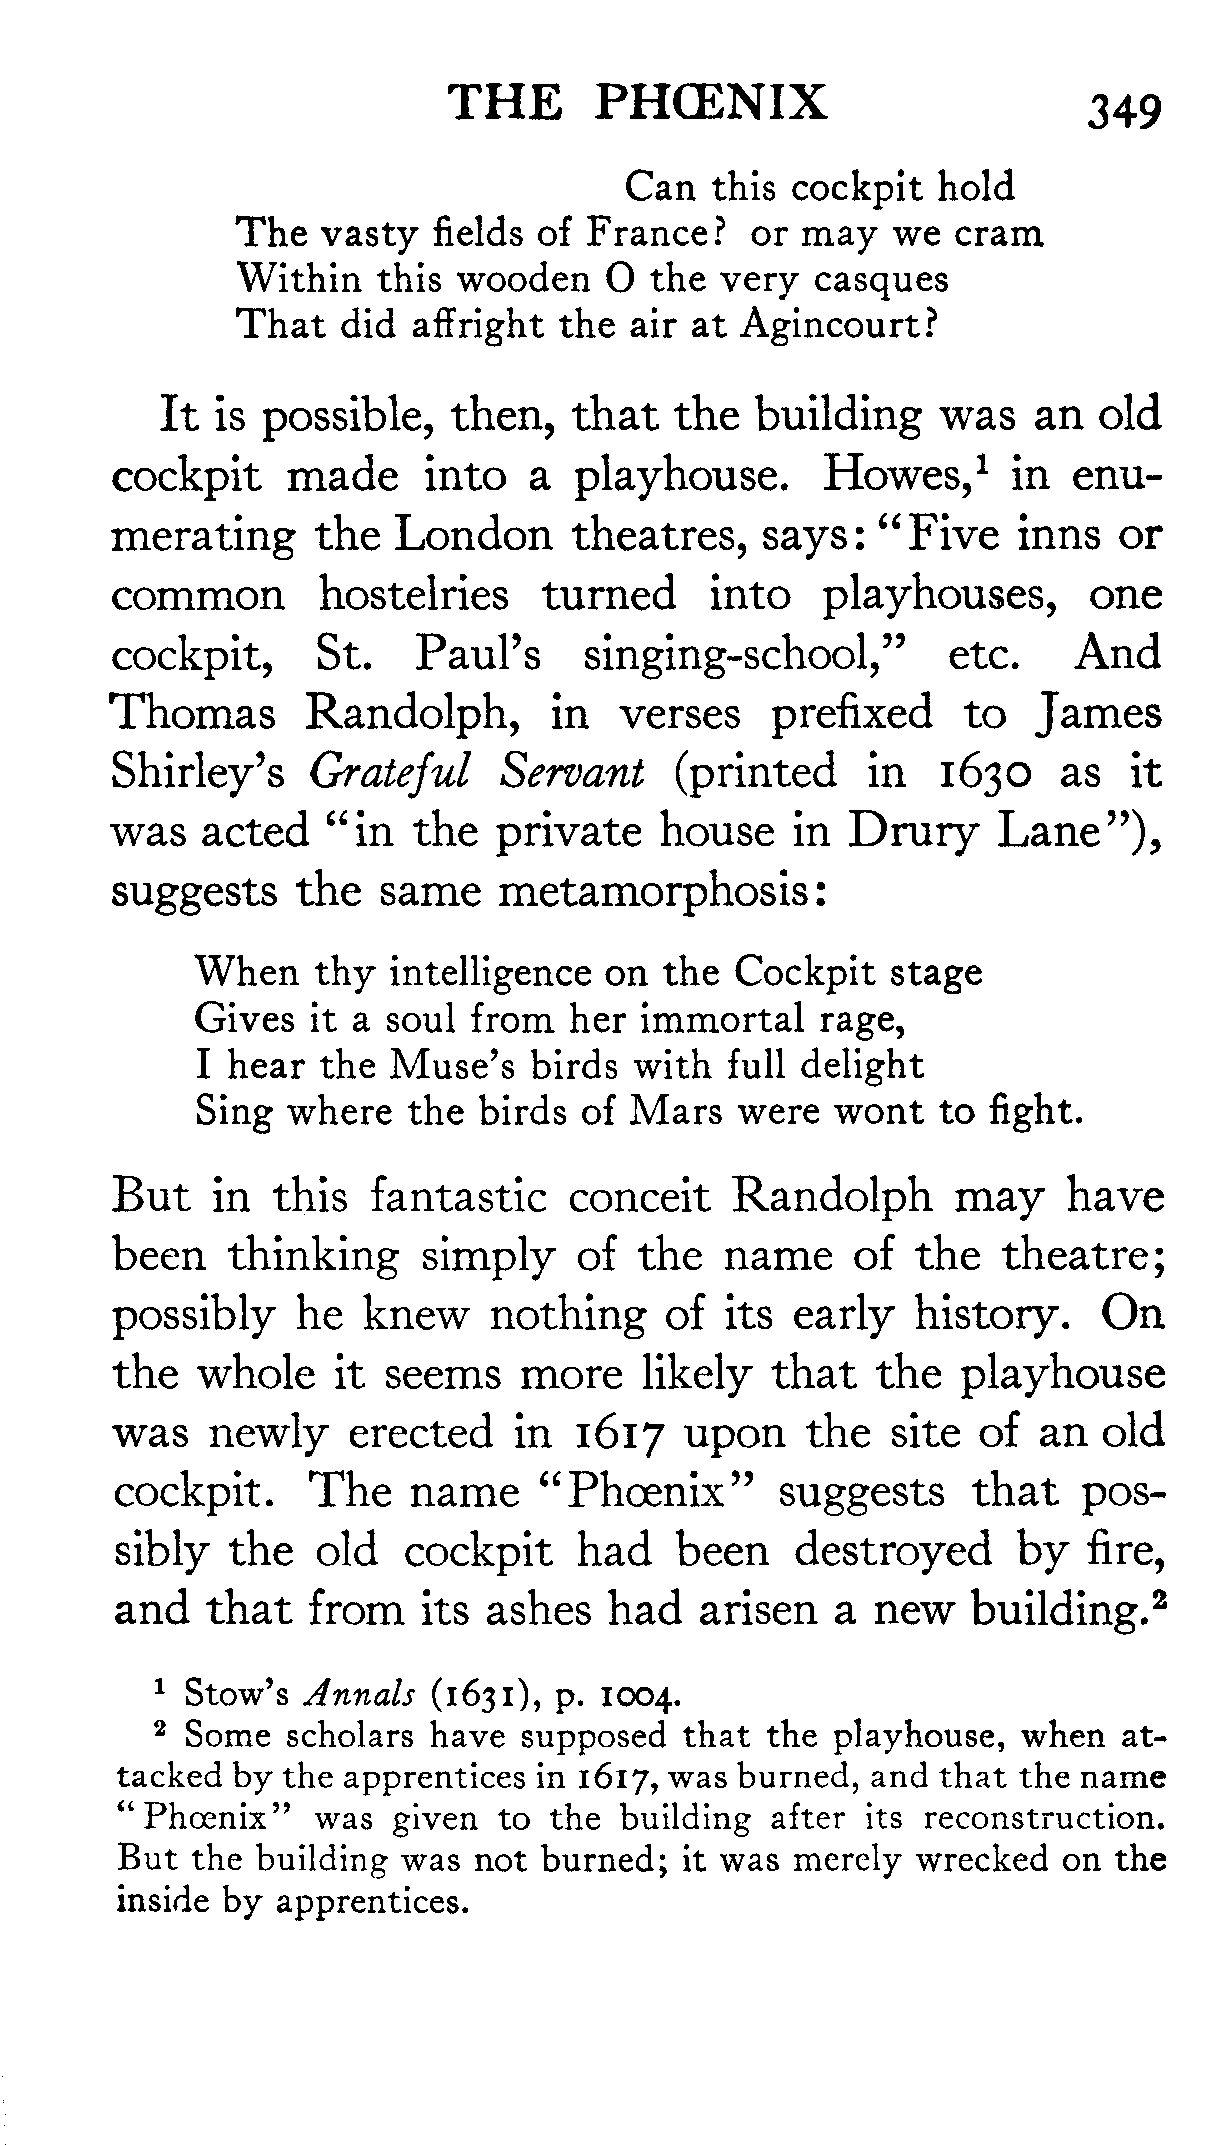 THE PHŒNIX 349
Can this cockpit hold
The vasty fields of France? or may we cram
Within this wooden O the very casques
That did affright the air at Agincourt?
It is possible, then, that the building was an old
cockpit made into a playhouse. Howes,¹ in enu-
merating the London theatres, says: "Five inns or
common hostelries turned into playhouses, one
cockpit, St. Paul's singing-school," etc. And
Thomas Randolph, in verses prefixed to James
Shirley's Grateful Servant (printed in 1630 as it
was acted "in the private house in Drury Lane"),
suggests the same metamorphosis:
When thy intelligence on the Cockpit stage
Gives it a soul from her immortal rage,
I hear the Muse's birds with full delight
Sing where the birds of Mars were wont to fight.
But in this fantastic conceit Randolph may have
been thinking simply of the name of the theatre;
possibly he knew nothing of its early history. On
the whole it seems more likely that the playhouse
was newly erected in 1617 upon the site of an old
cockpit. The name "Phœnix" suggests that pos-
sibly the old cockpit had been destroyed by fire,
and that from its ashes had arisen a new building.²
¹ Stow's Annals (1631), p. 1004.
² Some scholars have supposed that the playhouse, when at-
tacked by the apprentices in 1617, was burned, and that the name
"Phœnix" was given to the building after its reconstruction.
But the building was not burned; it was merely wrecked on the
inside by apprentices.